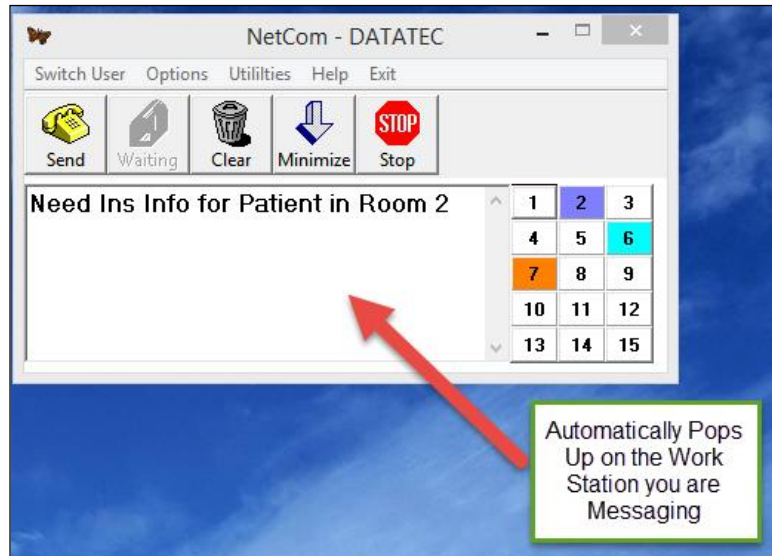 NetCom - DATATEC
Switch User Options Utililties Help Exit
Send Waiting Clear Minimize Stop
STOP
Need Ins Info for Patient in Room 2
1 2 3
4 5 6
7 8 9
10 11 12
13 14 15
Automatically Pops
Up on the Work
Station you are
Messaging